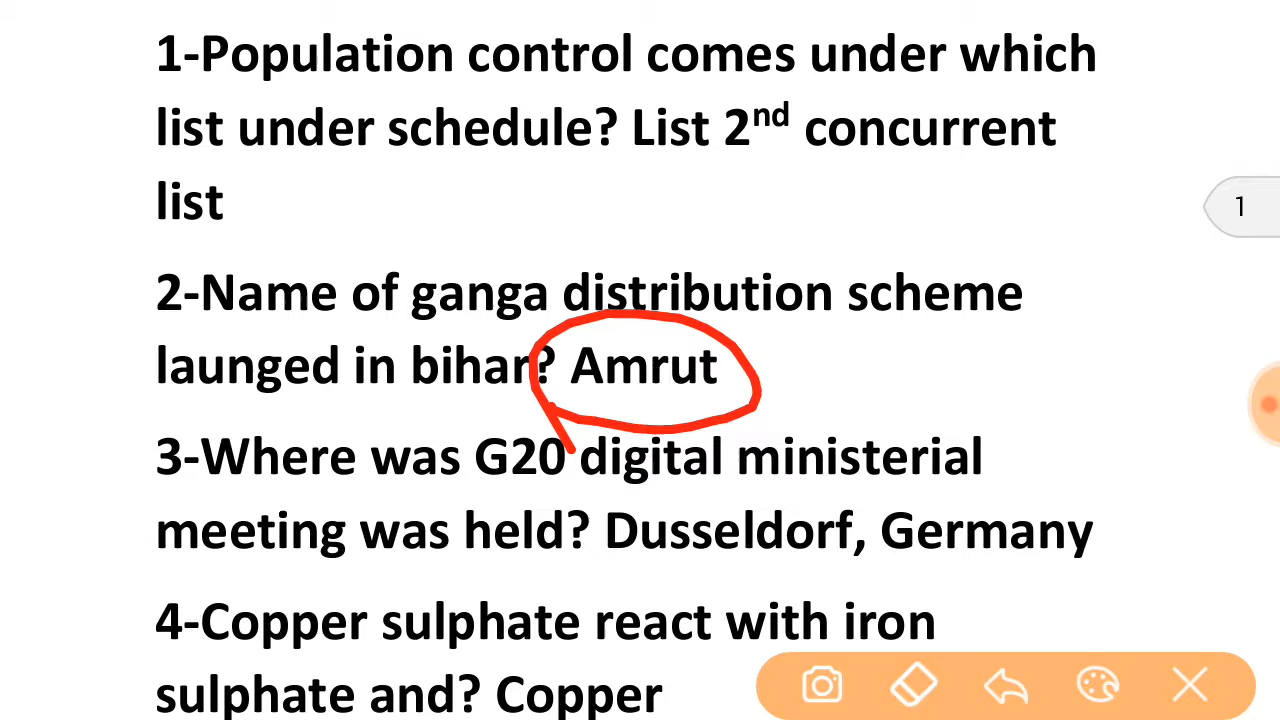 1-Population control comes under which
list under schedule? List 2nd concurrent
list
1
2-Name of ganga distribution scheme
launged in bihar? Amrut
3-Where was G20 digital ministerial
meeting was held? Dusseldorf, Germany
4-Copper sulphate react with iron
sulphate and? Copper